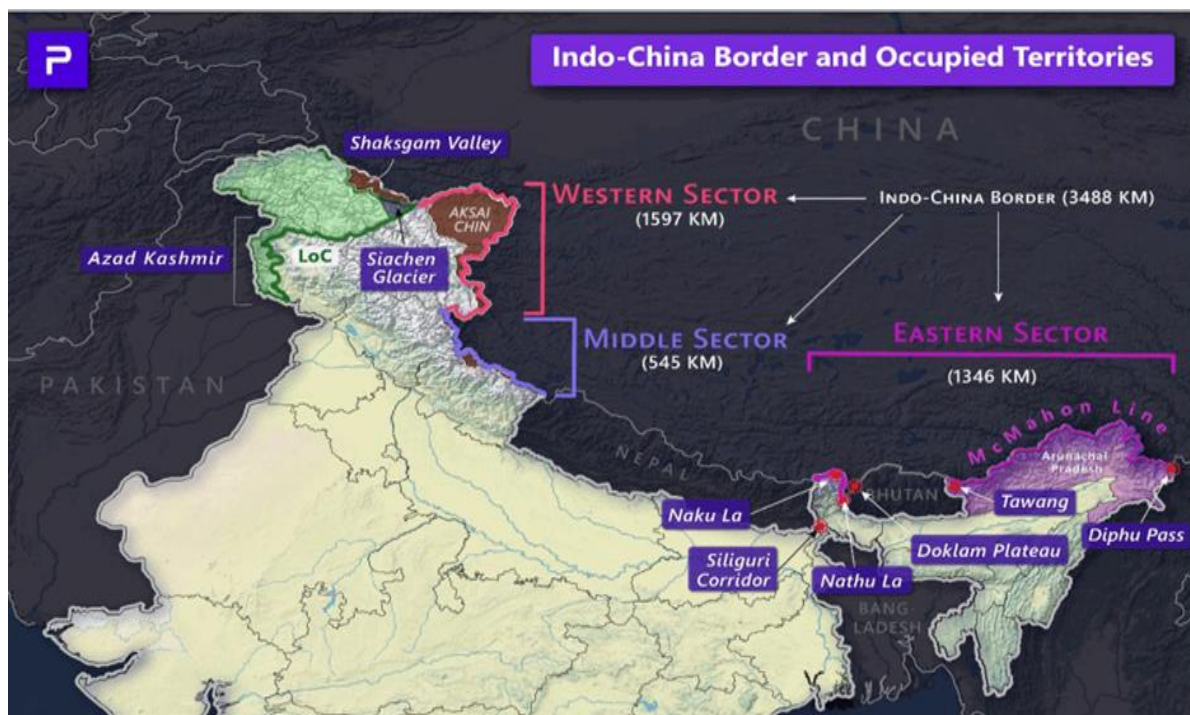 P
Indo-China Border and Occupied Territories
CHINA
Shaksgam Valley
WESTERN SECTOR
(1597 KM)
INDO-CHINA BORDER (3488 KM)
AKSAI
CHIN
Azad Kashmir
LoC
Siachen
Glacier
MIDDLE SECTOR
(545 KM)
EASTERN SECTOR
(1346 KM)
PAKISTAN
McMahon Line
NEPAL
Arunachal
Pradesh
BHUTAN
Naku La
Tawang
Siliguri
Corridor
Nathu La
Doklam Plateau
Diphu Pass
BANG-
LADESH